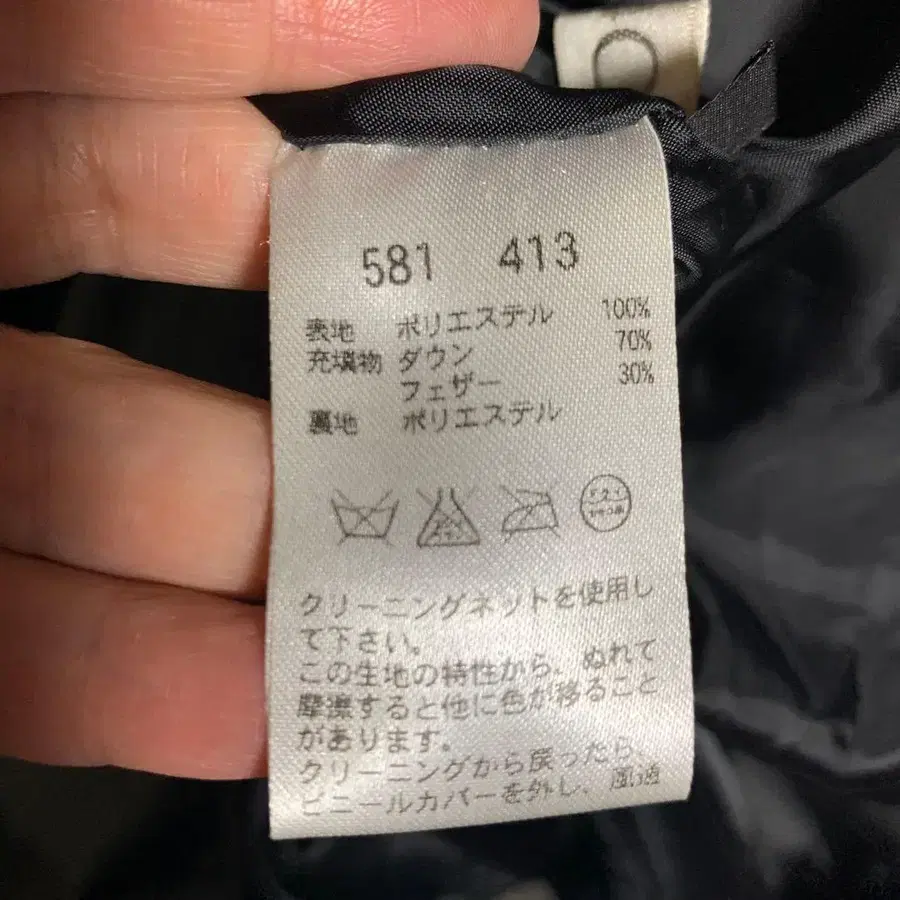 581 413
表地 ポリエステル 100%
充填物 ダウン 70%
フェザー 30%
裏地 ポリエステル
クリーニングネットを使用し
て下さい。
この生地の特性から、ぬれて
摩擦すると他に色が移ること
があります。
クリーニングから戻ったら、
ビニールカバーを外し、風通